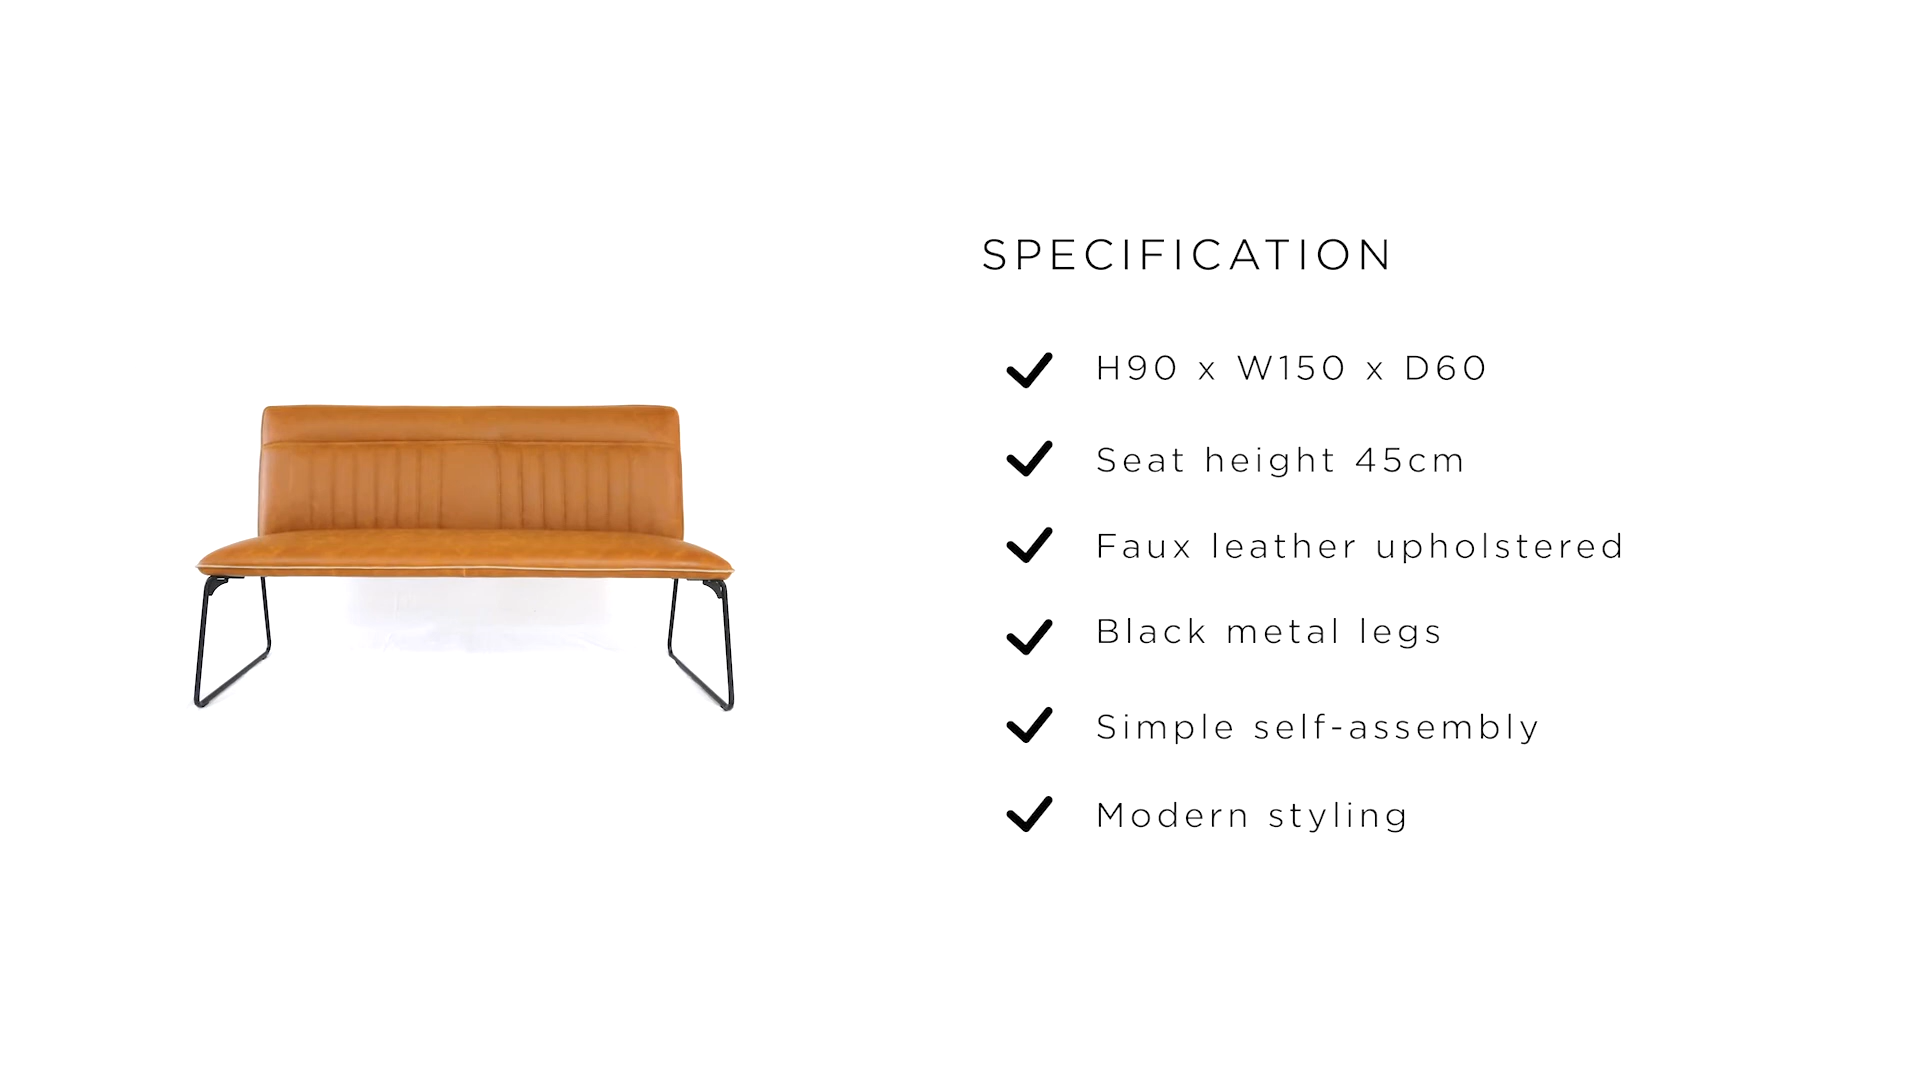 SPECIFICATION
H90 x W150 x D60
Seat height 45cm
Faux leather upholstered
Black metal legs
Simple self-assembly
Modern styling